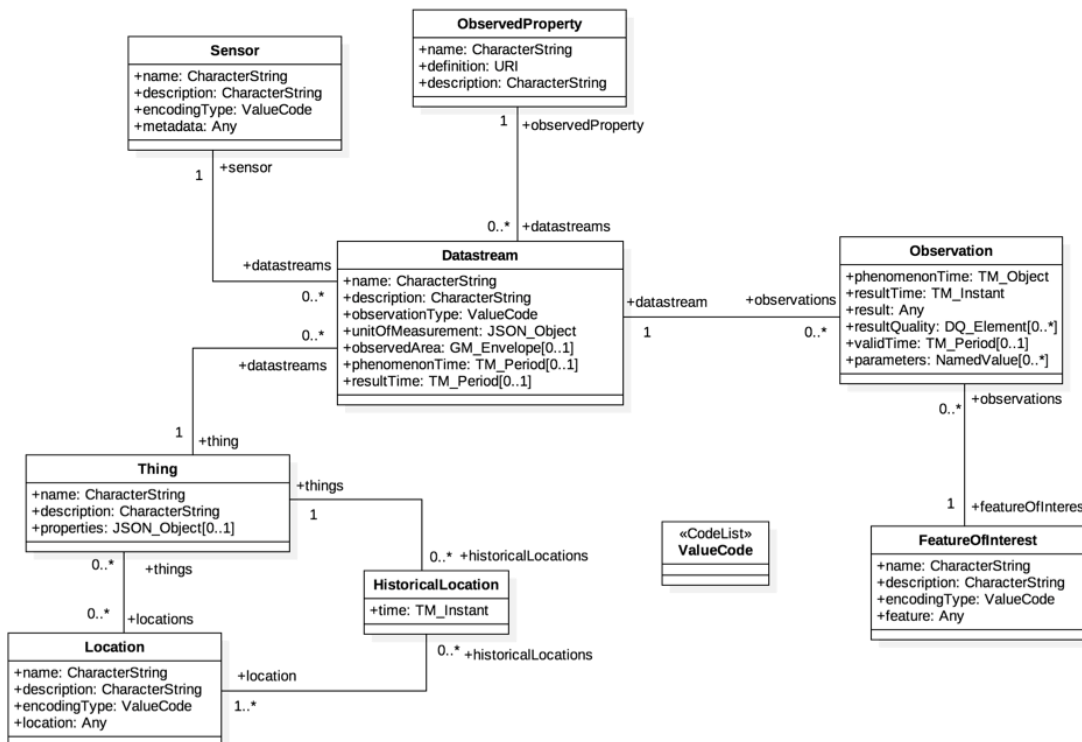 ObservedProperty
+name: CharacterString
+definition: URI
+description: CharacterString
Sensor
+name: CharacterString
+description: CharacterString
+encodingType: ValueCode
+metadata: Any
1
+observedProperty
+sensor
1
0..*
+datastreams
Datastream
+name: CharacterString
+description: CharacterString
+observationType: ValueCode
+unitOfMeasurement: JSON_Object
+observedArea: GM_Envelope[0..1]
+phenomenonTime: TM_Period[0..1]
+resultTime: TM_Period[0..1]
+datastreams
0..*
0..*
+datastreams
+datastream
1
+observations
0..*
Observation
+phenomenonTime: TM_Object
+resultTime: TM_Instant
+result: Any
+resultQuality: DQ_Element[0..*]
+validTime: TM_Period[0..1]
+parameters: NamedValue[0..*]
+observations
0..*
1
+thing
Thing
+name: CharacterString
+description: CharacterString
+properties: JSON_Object[0..1]
+things
1
0..*
+historicalLocations
1
+featureOfInteres
«CodeList»
ValueCode
FeatureOfInterest
+name: CharacterString
+description: CharacterString
+encodingType: ValueCode
+feature: Any
0..*
+things
0..*
+locations
HistoricalLocation
+time: TM_Instant
0..*
+historicalLocations
Location
+name: CharacterString
+description: CharacterString
+encodingType: ValueCode
+location: Any
+location
1..*